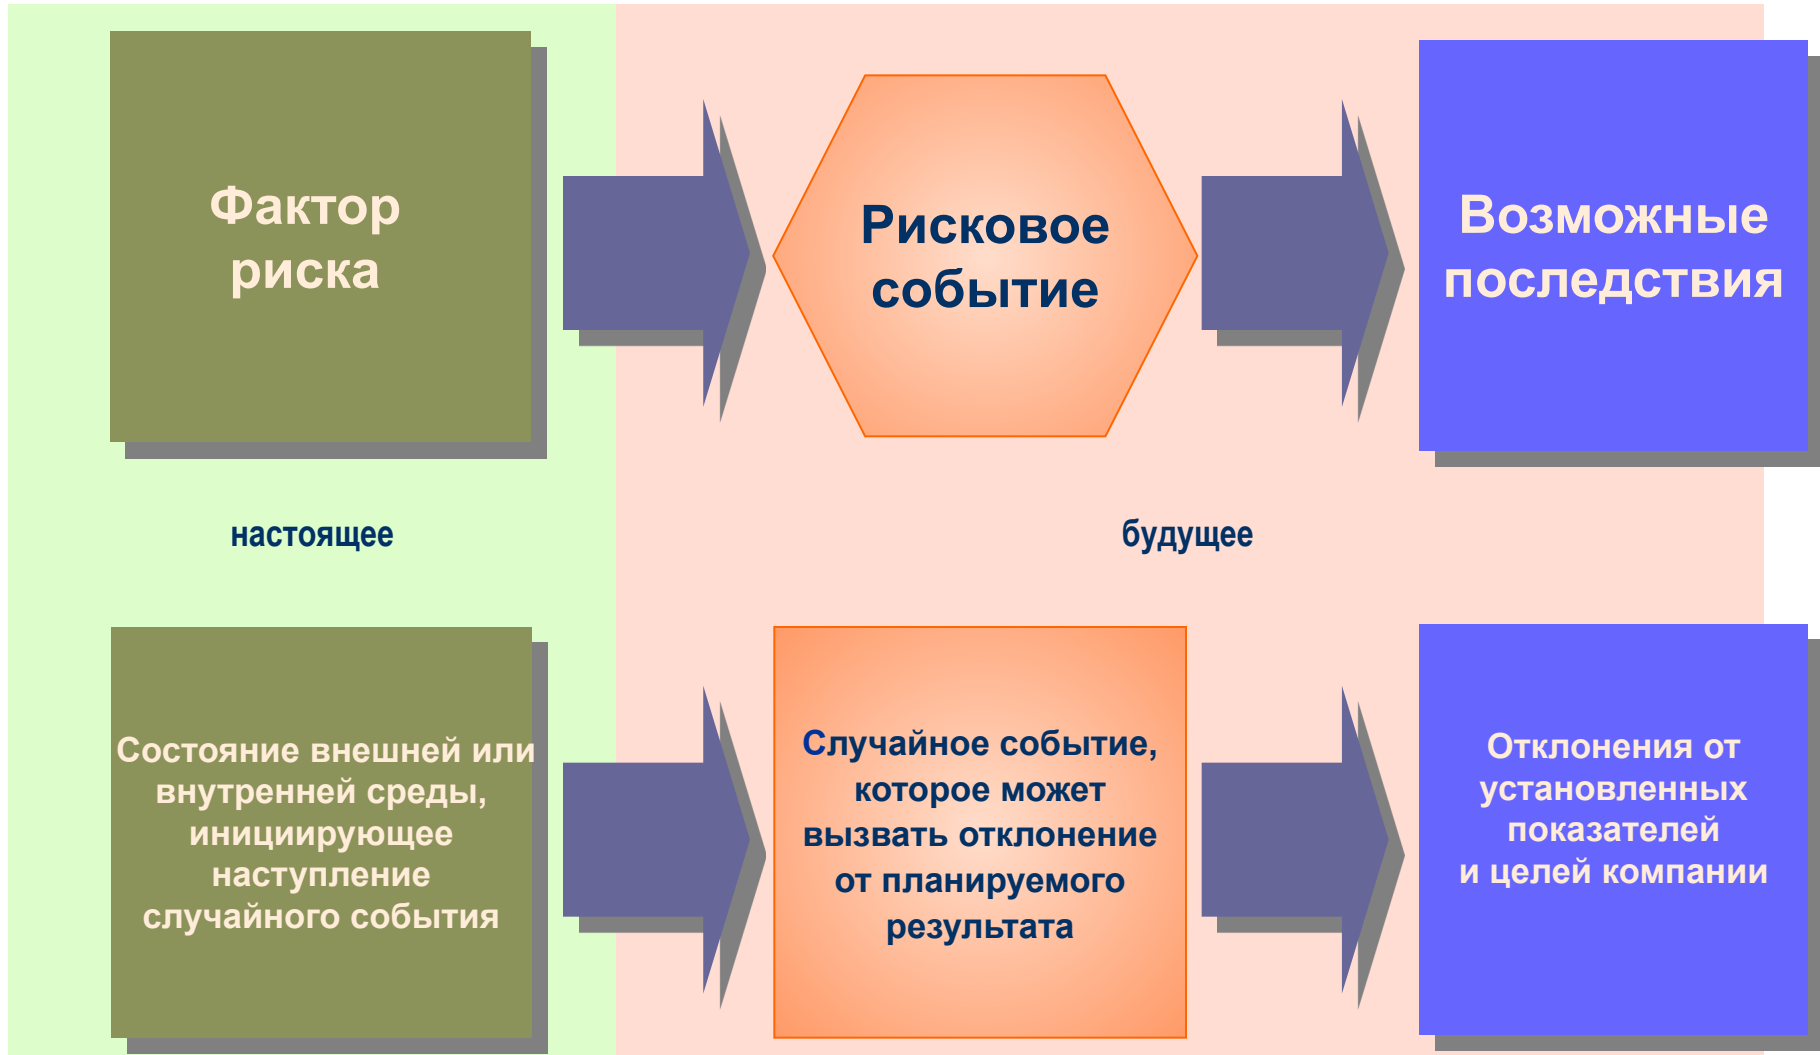 Фактор
риска
Рисковое
событие
Возможные
последствия
настоящее
будущее
Состояние внешней или
внутренней среды,
инициирующее
наступление
случайного события
Случайное событие,
которое может
вызвать отклонение
от планируемого
результата
Отклонения от
установленных
показателей
и целей компании